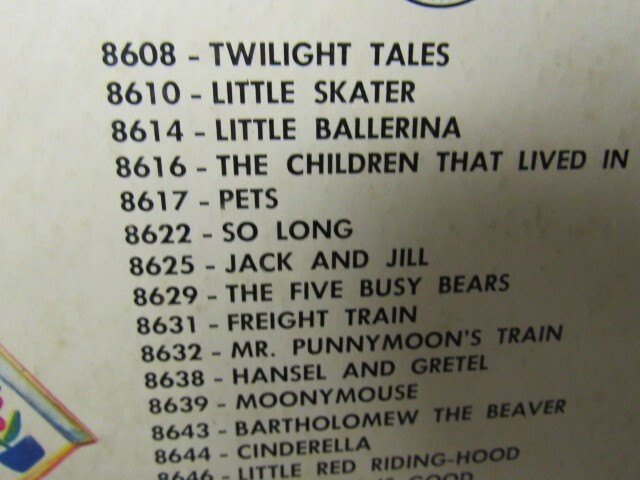 8608 - TWILIGHT TALES
8610 - LITTLE SKATER
8614 - LITTLE BALLERINA
8616 - THE CHILDREN THAT LIVED IN
8617 - PETS
8622 - SO LONG
8625 - JACK AND JILL
8629 - THE FIVE BUSY BEARS
8631 - FREIGHT TRAIN
8632 - MR. PUNNYMOON'S TRAIN
8638 - HANSEL AND GRETEL
8639 - MOONYMOUSE
8643 - BARTHOLOMEW THE BEAVER
8644 - CINDERELLA
8646 - LITTLE RED RIDING-HOOD